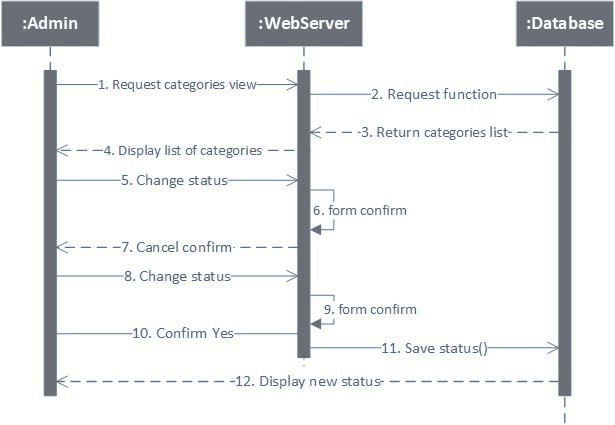 :Admin
:WebServer
:Database
1. Request categories view
2. Request function
3. Return categories list
4. Display list of categories
5. Change status
6. form confirm
7. Cancel confirm
8. Change status
9. form confirm
10. Confirm Yes
11. Save status()
12. Display new status